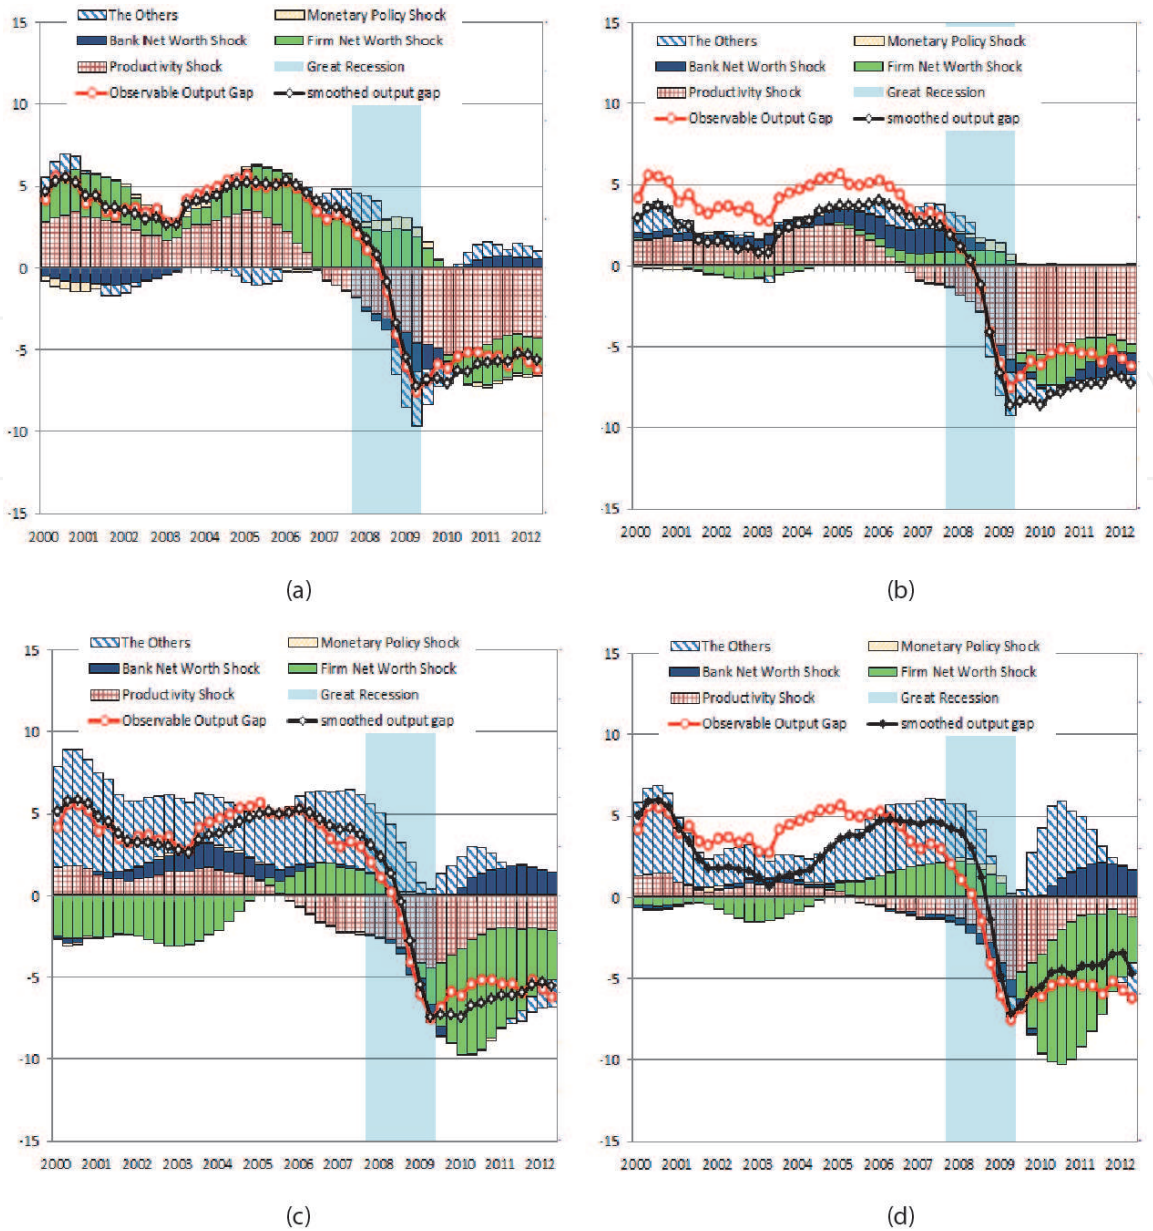 The Others Monetary Policy Shock
Bank Net Worth Shock Firm Net Worth Shock
Productivity Shock Great Recession
Observable Output Gap smoothed output gap
15
10
5
0
-5
-10
-15
2000 2001 2002 2003 2004 2005 2006 2007 2008 2009 2010 2011 2012
(a)
The Others Monetary Policy Shock
Bank Net Worth Shock Firm Net Worth Shock
Productivity Shock Great Recession
Observable Output Gap smoothed output gap
15
10
5
0
-5
-10
-15
2000 2001 2002 2003 2004 2005 2006 2007 2008 2009 2010 2011 2012
(b)
The Others Monetary Policy Shock
Bank Net Worth Shock Firm Net Worth Shock
Productivity Shock Great Recession
Observable Output Gap smoothed output gap
15
10
5
0
-5
-10
-15
2000 2001 2002 2003 2004 2005 2006 2007 2008 2009 2010 2011 2012
(c)
The Others Monetary Policy Shock
Bank Net Worth Shock Firm Net Worth Shock
Productivity Shock Great Recession
Observable Output Gap smoothed output gap
15
10
5
0
-5
-10
-15
2000 2001 2002 2003 2004 2005 2006 2007 2008 2009 2010 2011 2012
(d)